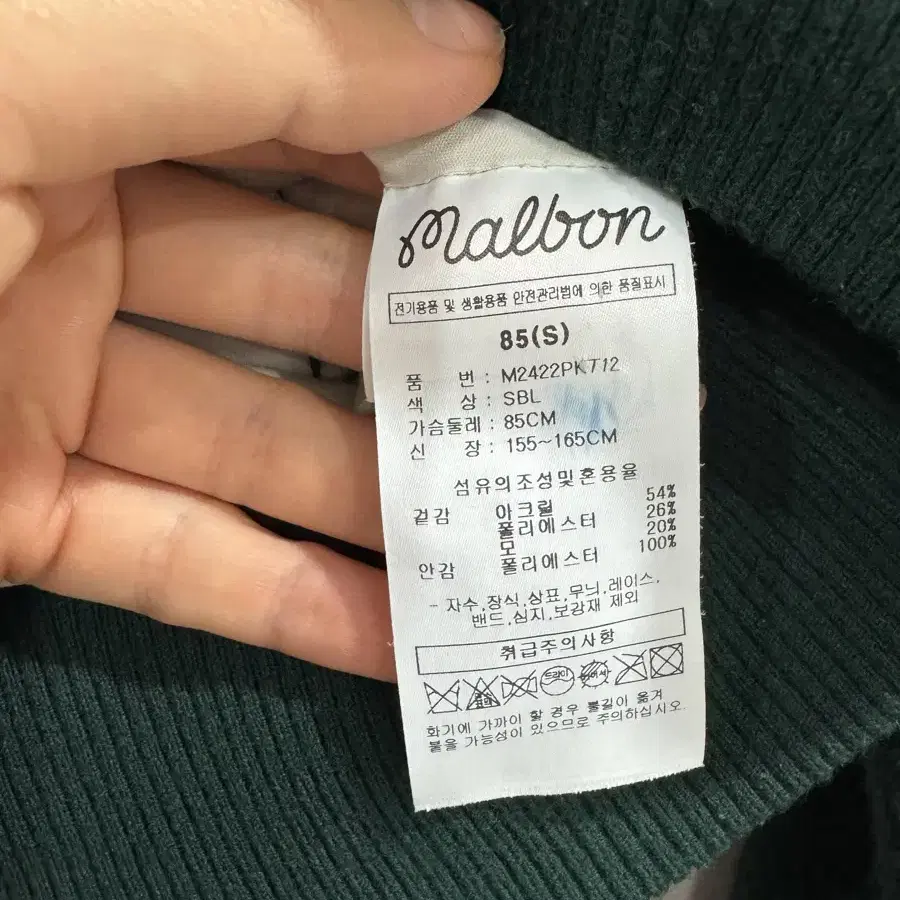 malbon
전기용품 및 생활용품 안전관리법에 의한 품질표시
85(S)
품 번 : M2422PKT12
색 상 : SBL
가슴둘레 : 85CM
신 장 : 155~165CM
섬유의조성및혼용율
겉감 아크릴 54%
폴리에스터 26%
모 20%
안감 폴리에스터 100%
- 자수,장식,상표,무늬,레이스,
밴드,심지,보강재 제외
취급주의사항
드라이
화기에 가까이 할 경우 불길이 옮겨
붙을 가능성이 있으므로 주의하십시오.